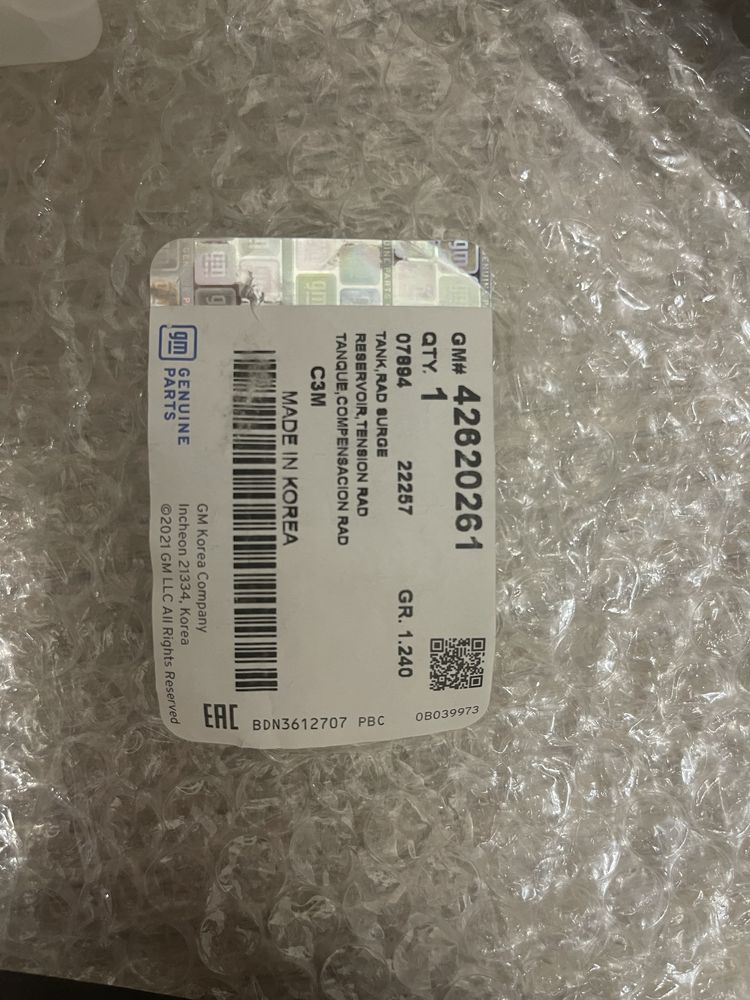 GM# 42620261
QTY. 1
07894 22257 GR. 1.240
TANK,RAD SURGE
RESERVOIR,TENSION RAD
TANQUE,COMPENSACION RAD
C3M
MADE IN KOREA
gm GENUINE
PARTS
GM Korea Company
Incheon 21334, Korea
©2021 GM LLC All Rights Reserved
EAC BDN3612707 PBC 0B039973